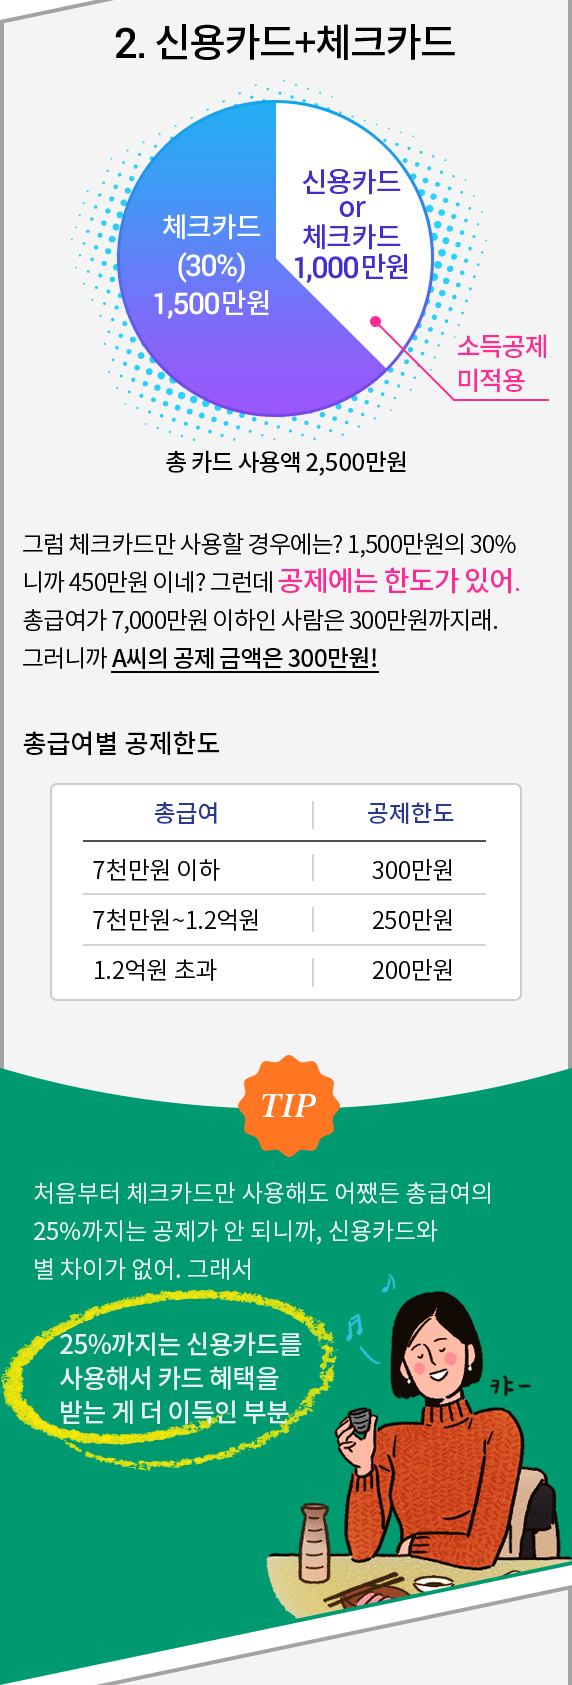 2. 신용카드+체크카드
체크카드
(30%)
1,500만원
신용카드
or
체크카드
1,000만원
소득공제
미적용
총 카드 사용액 2,500만원
그럼 체크카드만 사용할 경우에는? 1,500만원의 30%
니까 450만원 이네? 그런데 공제에는 한도가 있어.
총급여가 7,000만원 이하인 사람은 300만원까지래.
그러니까 A씨의 공제 금액은 300만원!
총급여별 공제한도
총급여 공제한도
7천만원 이하 300만원
7천만원~1.2억원 250만원
1.2억원 초과 200만원
TIP
처음부터 체크카드만 사용해도 어쨌든 총급여의
25%까지는 공제가 안 되니까, 신용카드와
별 차이가 없어. 그래서
25%까지는 신용카드를
사용해서 카드 혜택을
받는 게 더 이득인 부분
캬-